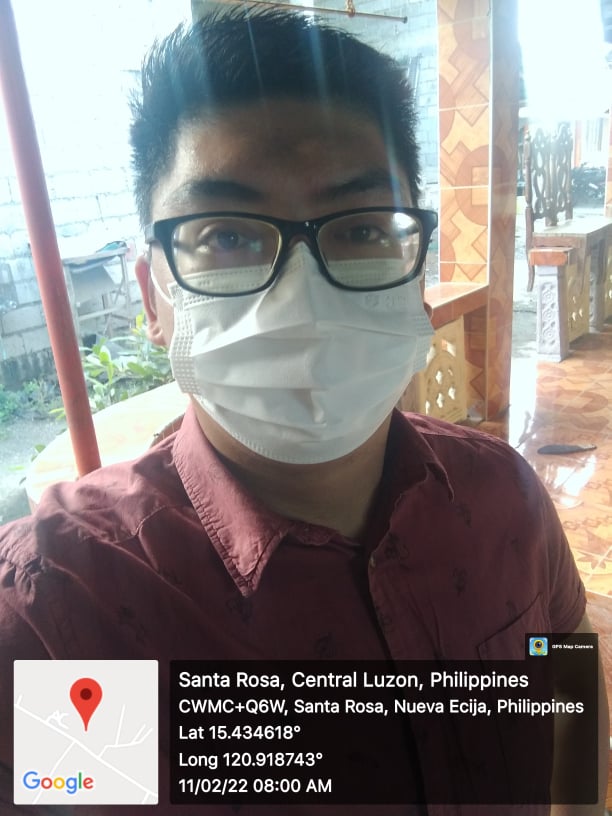 GPS Map Camera
Santa Rosa, Central Luzon, Philippines
CWMC+Q6W, Santa Rosa, Nueva Ecija, Philippines
Lat 15.434618°
Long 120.918743°
11/02/22 08:00 AM
Google